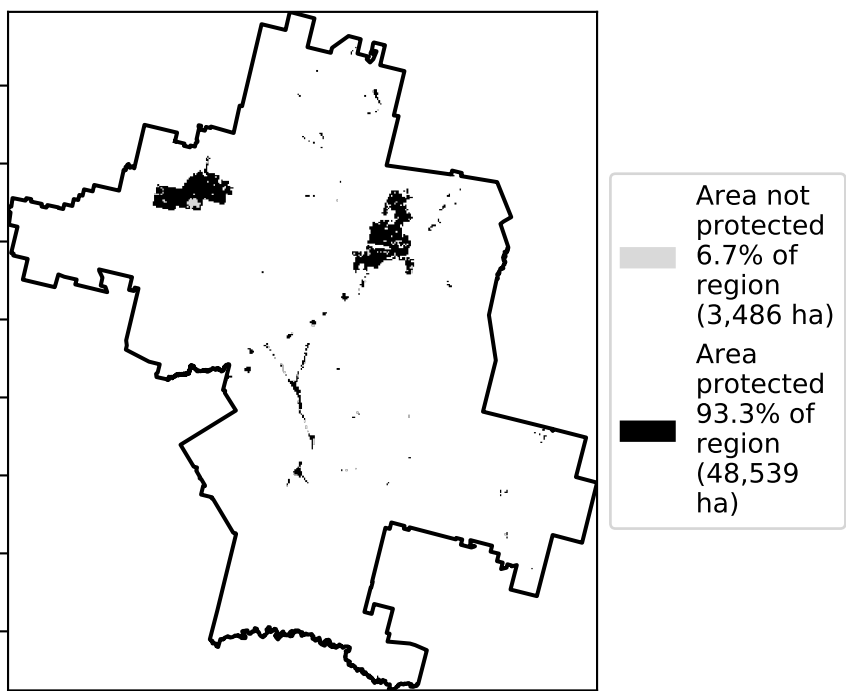 Area not
protected
6.7% of
region
(3,486 ha)
Area
protected
93.3% of
region
(48,539
ha)